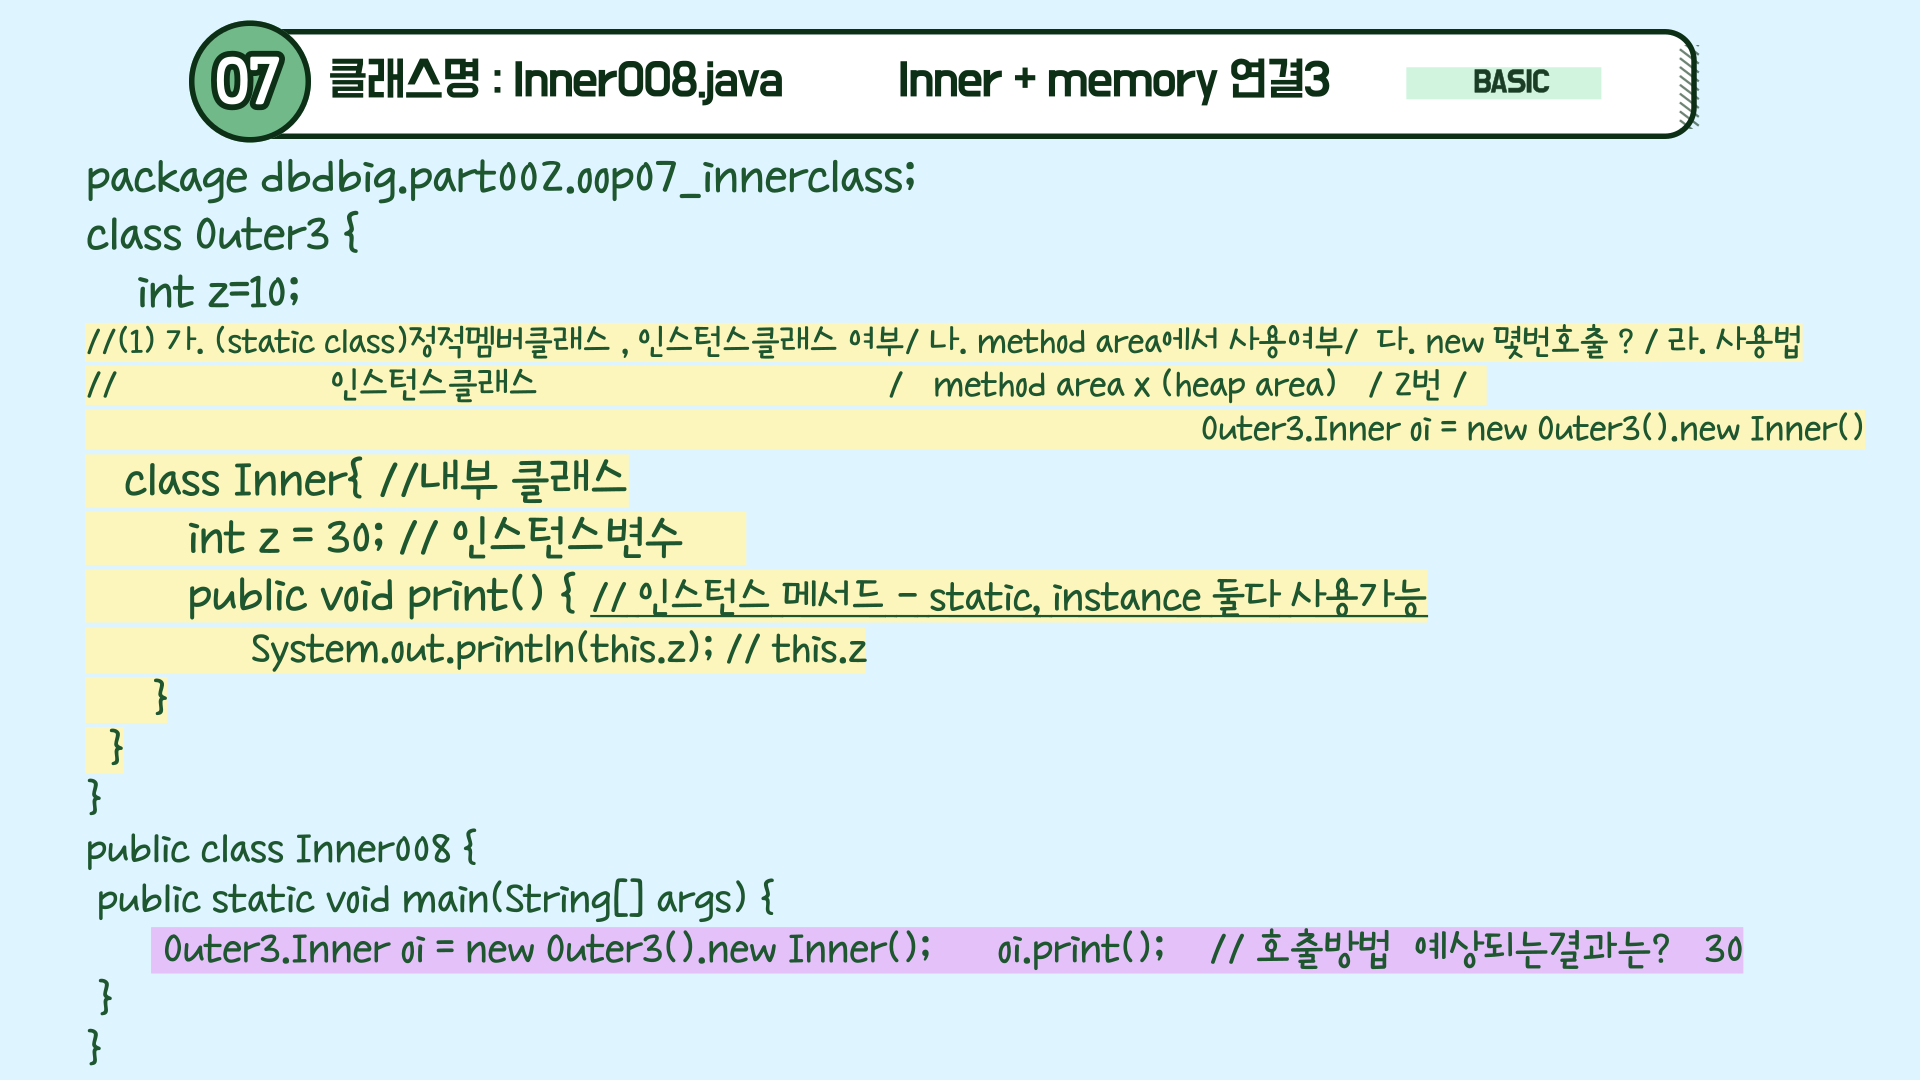 07 클래스명 : Inner008.java Inner + memory 연결3 BASIC
package dbdbig.part002.oop07_innerclass;
class Outer3 {
int z=10;
//(1) 가. (static class)정적멤버클래스 , 인스턴스클래스 여부/ 나. method area에서 사용여부/ 다. new 몇번호출 ? / 라. 사용법
// 인스턴스클래스 / method area x (heap area) / 2번 /
Outer3.Inner oi = new Outer3().new Inner()
class Inner{ //내부 클래스
int z = 30; // 인스턴스변수
public void print() { // 인스턴스 메서드 - static, instance 둘다 사용가능
System.out.println(this.z); // this.z
}
}
}
public class Inner008 {
public static void main(String[] args) {
Outer3.Inner oi = new Outer3().new Inner(); oi.print(); // 호출방법 예상되는결과는? 30
}
}